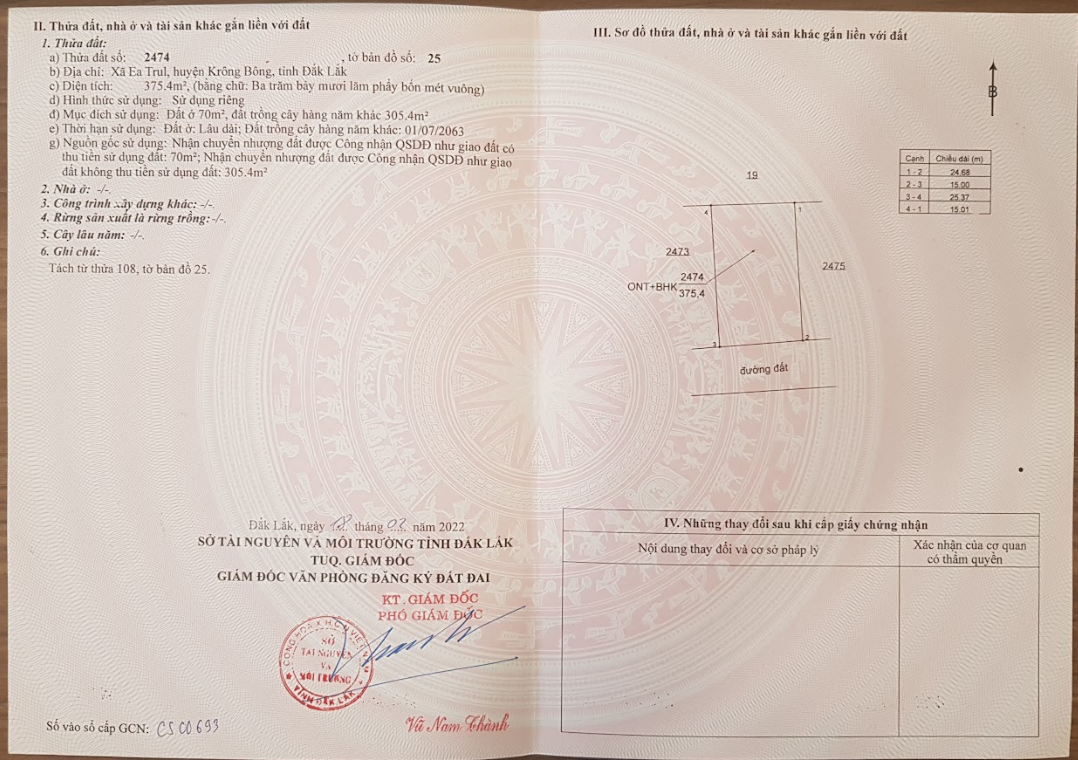 II. Thửa đất, nhà ở và tài sản khác gắn liền với đất
1. Thửa đất:
a) Thửa đất số: 2474 , tờ bản đồ số: 25
b) Địa chỉ: Xã Ea Trul, huyện Krông Bông, tỉnh Đắk Lắk
c) Diện tích: 375.4m², (bằng chữ: Ba trăm bảy mươi lăm phẩy bốn mét vuông)
d) Hình thức sử dụng: Sử dụng riêng
đ) Mục đích sử dụng: Đất ở 70m², đất trồng cây hàng năm khác 305.4m²
e) Thời hạn sử dụng: Đất ở: Lâu dài; Đất trồng cây hàng năm khác: 01/07/2063
g) Nguồn gốc sử dụng: Nhận chuyển nhượng đất được Công nhận QSDĐ như giao đất có
thu tiền sử dụng đất: 70m²; Nhận chuyển nhượng đất được Công nhận QSDĐ như giao
đất không thu tiền sử dụng đất: 305.4m²
2. Nhà ở: -/-.
3. Công trình xây dựng khác: -/-.
4. Rừng sản xuất là rừng trồng: -/-.
5. Cây lâu năm: -/-.
6. Ghi chú:
Tách từ thửa 108, tờ bản đồ 25.
Đắk Lắk, ngày tháng 03 năm 2022
SỞ TÀI NGUYÊN VÀ MÔI TRƯỜNG TỈNH ĐẮK LẮK
TUQ. GIÁM ĐỐC
GIÁM ĐỐC VĂN PHÒNG ĐĂNG KÝ ĐẤT ĐAI
KT. GIÁM ĐỐC
PHÓ GIÁM ĐỐC
CỘNG HÒA X.H.C.N VIỆT NAM
SỞ
TÀI NGUYÊN
VÀ
MÔI TRƯỜNG
TỈNH ĐẮK LẮK
Vũ Nam Thành
Số vào sổ cấp GCN: CS00693
III. Sơ đồ thửa đất, nhà ở và tài sản khác gắn liền với đất
B
Cạnh Chiều dài (m)
1 - 2 24.68
2 - 3 15.00
3 - 4 25.37
4 - 1 15.01
19
4 1
2473
2475
2474
ONT+BHK
375,4
3 2
đường đất
IV. Những thay đổi sau khi cấp giấy chứng nhận
Nội dung thay đổi và cơ sở pháp lý
Xác nhận của cơ quan
có thẩm quyền